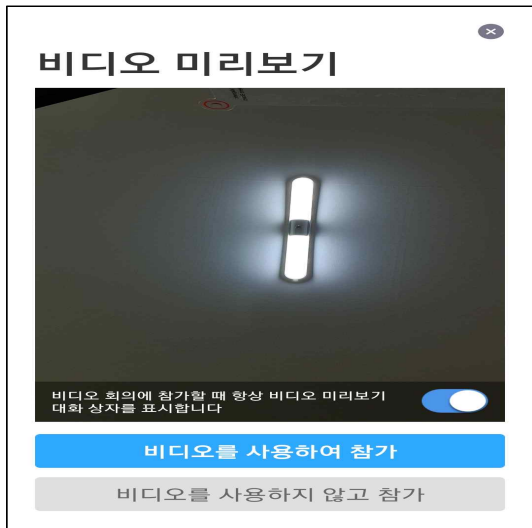 비디오 미리보기
비디오 회의에 참가할 때 항상 비디오 미리보기
대화 상자를 표시합니다
비디오를 사용하여 참가
비디오를 사용하지 않고 참가